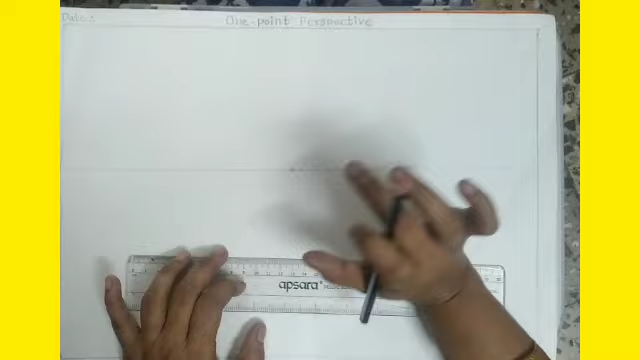 Date :
One-point Perspective
apsara